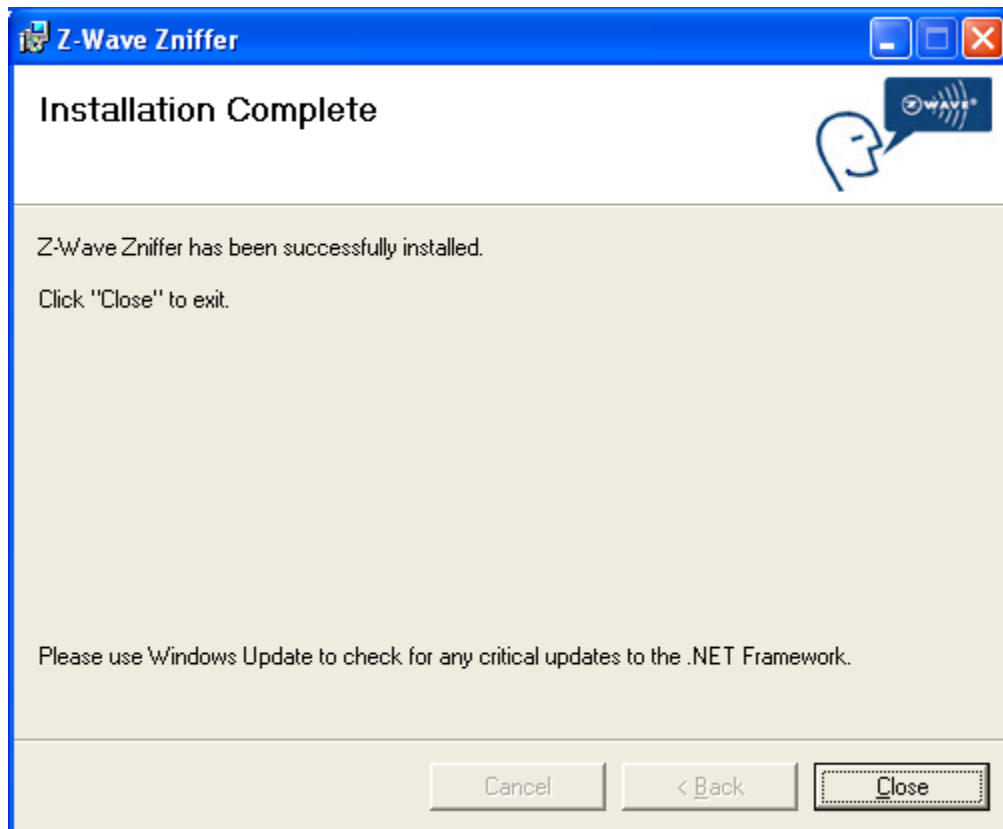 Z-Wave Zniffer
Installation Complete
Z WAVE®
Z-Wave Zniffer has been successfully installed.
Click "Close" to exit.
Please use Windows Update to check for any critical updates to the .NET Framework.
Cancel
< Back
Close